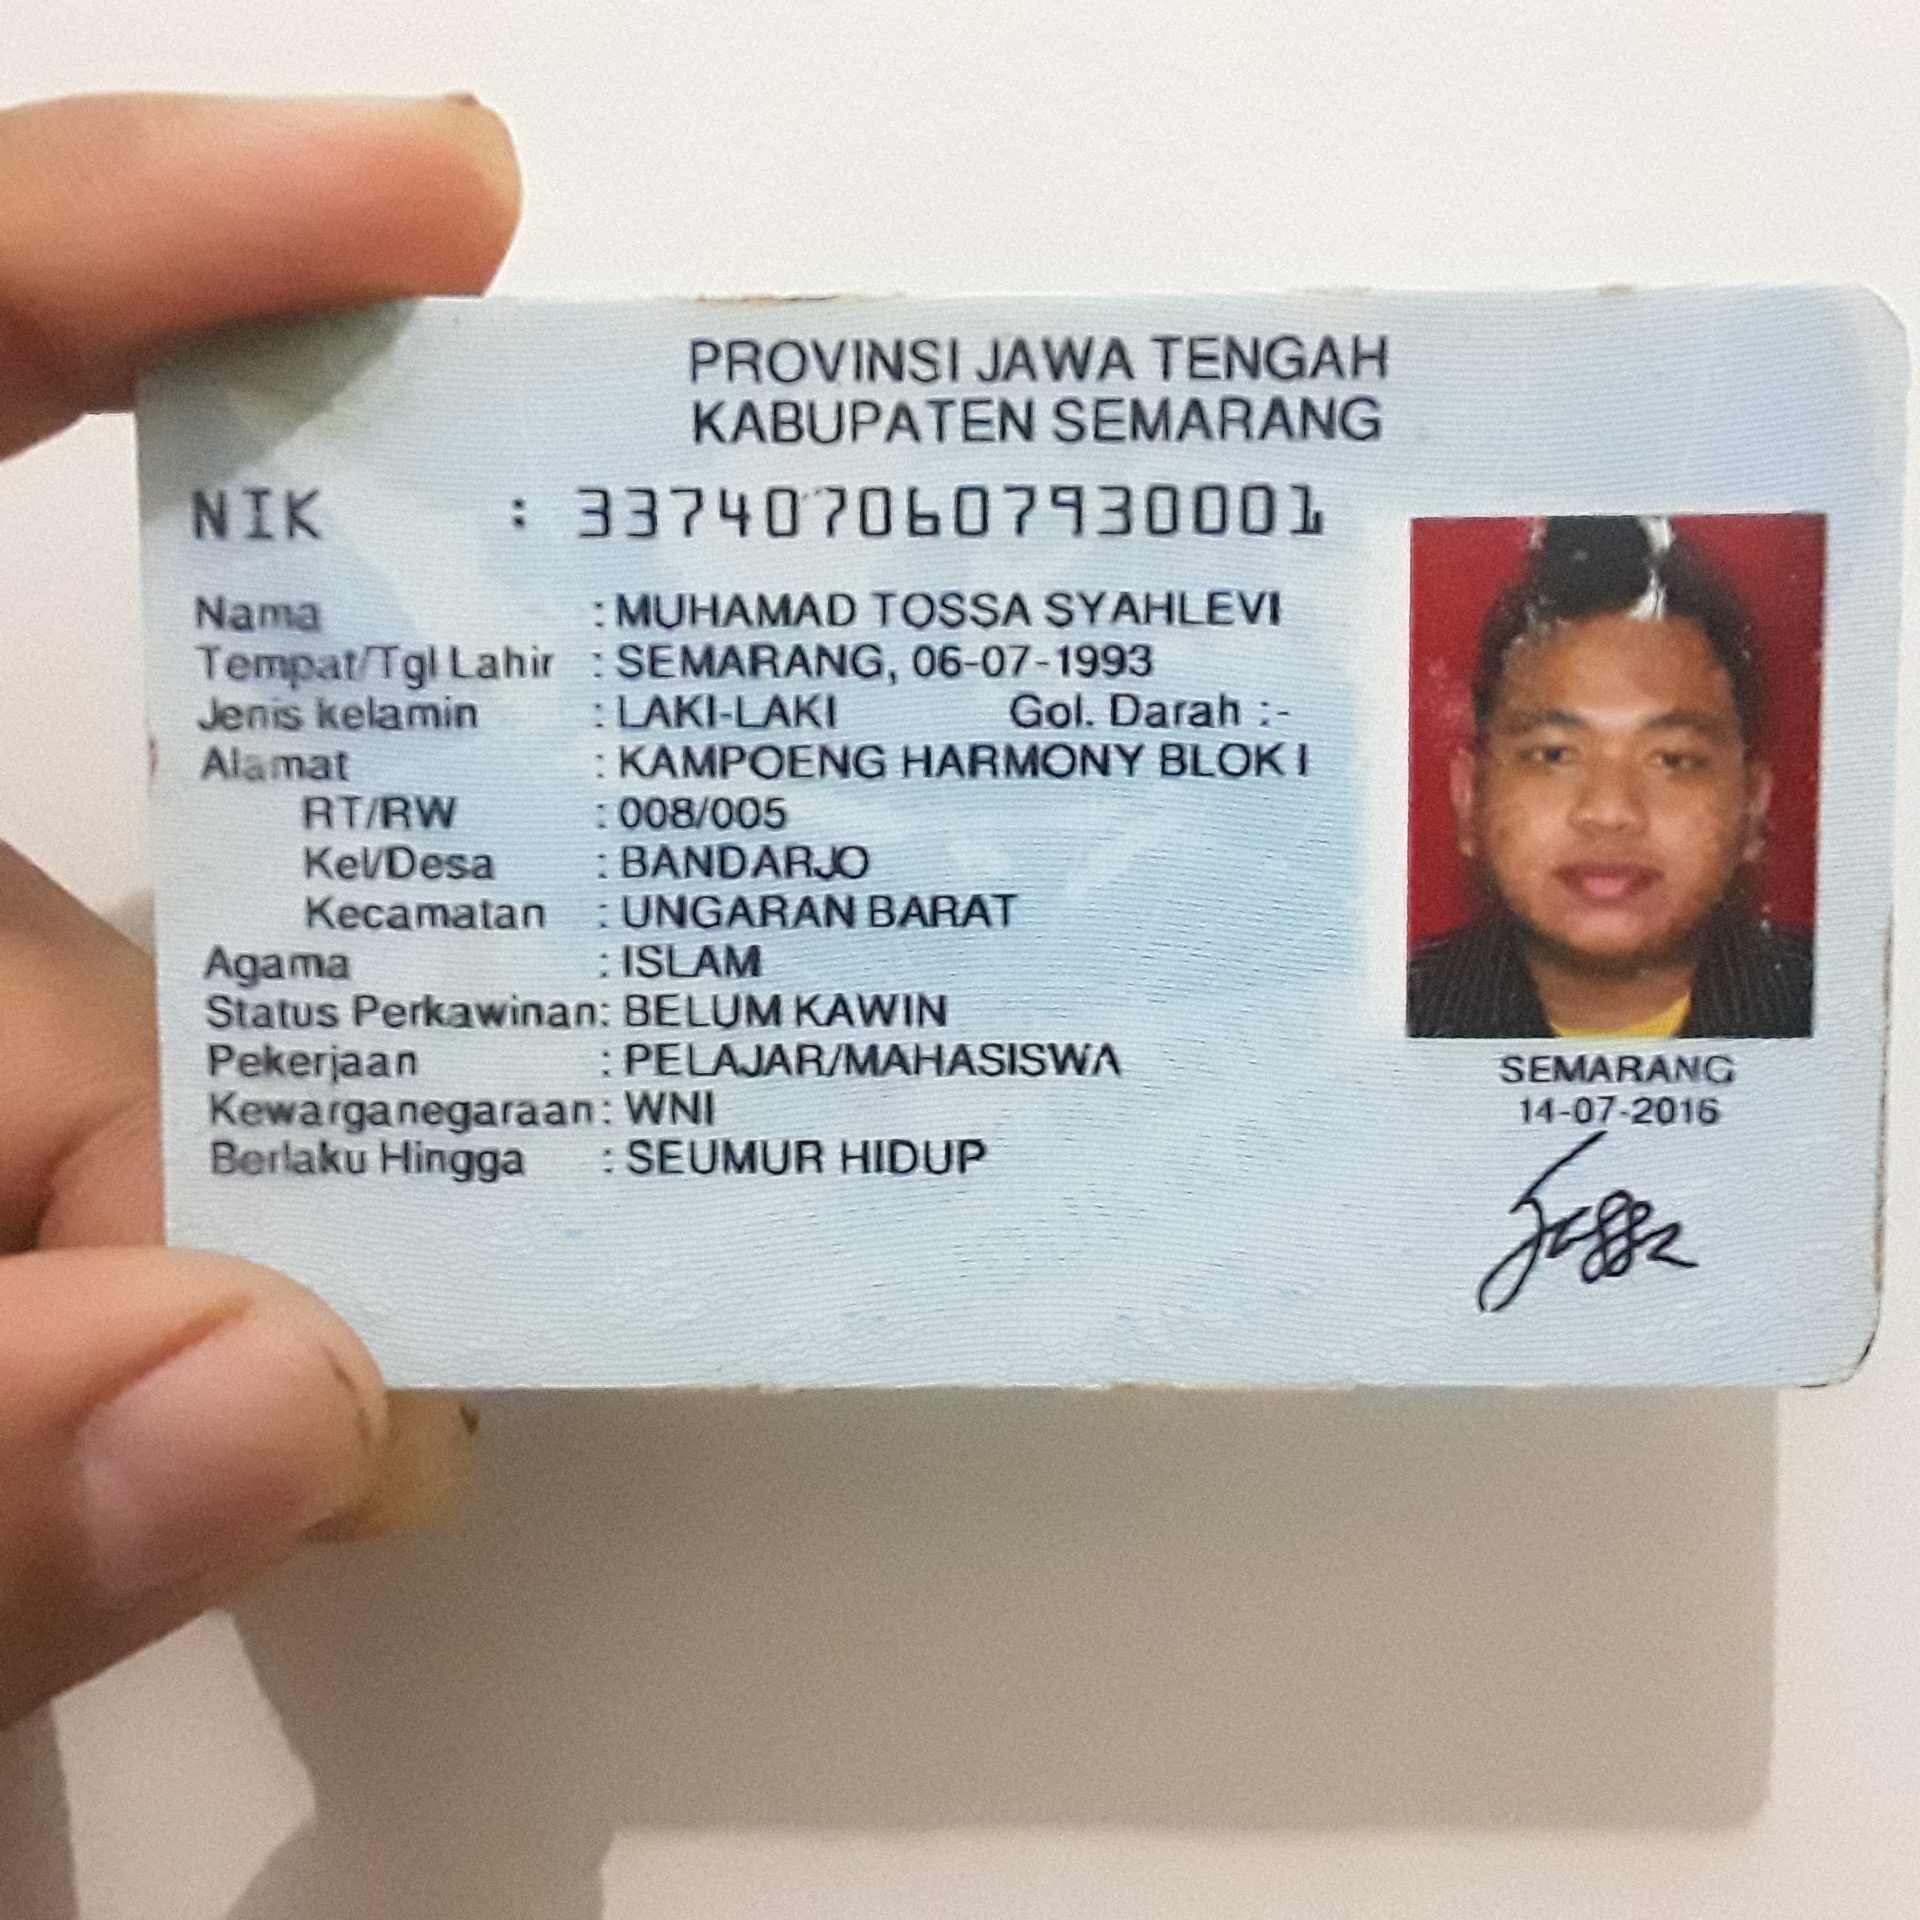 PROVINSI JAWA TENGAH
KABUPATEN SEMARANG
NIK : 3374070607930001
Nama : MUHAMAD TOSSA SYAHLEVI
Tempat/Tgl Lahir : SEMARANG, 06-07-1993
Jenis kelamin : LAKI-LAKI Gol. Darah :-
Alamat : KAMPOENG HARMONY BLOK I
RT/RW : 008/005
Kel/Desa : BANDARJO
Kecamatan : UNGARAN BARAT
Agama : ISLAM
Status Perkawinan: BELUM KAWIN
Pekerjaan : PELAJAR/MAHASISWA
Kewarganegaraan: WNI
Berlaku Hingga : SEUMUR HIDUP
SEMARANG
14-07-2016